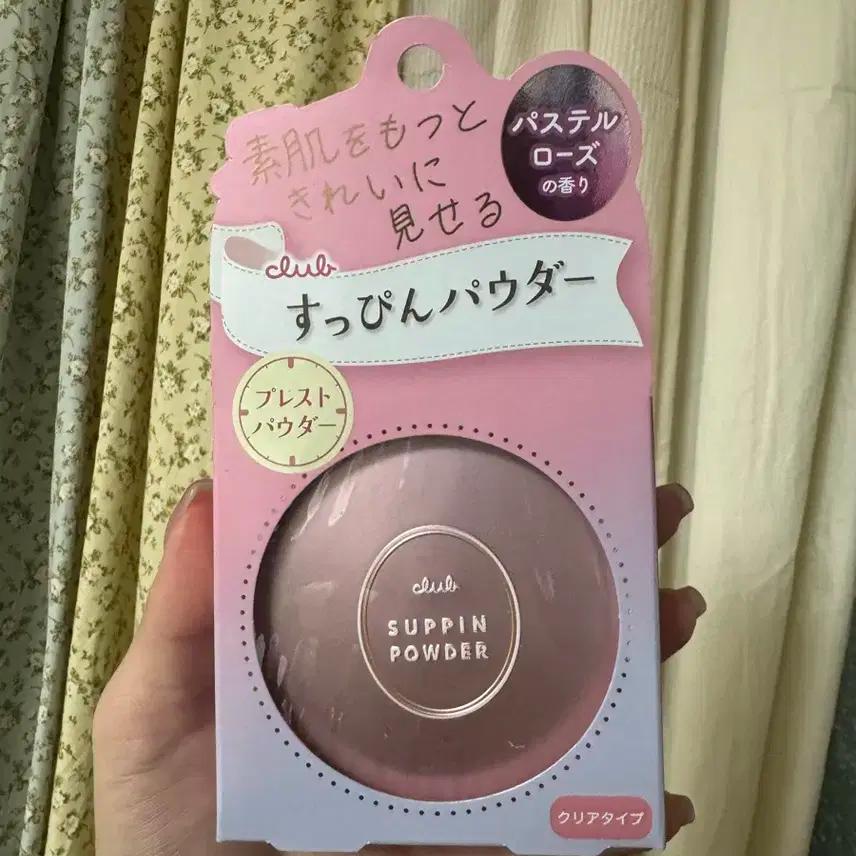 素肌をもっと
きれいに
見せる
パステル
ローズ
の香り
club
すっぴんパウダー
プレスト
パウダー
club
SUPPIN
POWDER
クリアタイプ